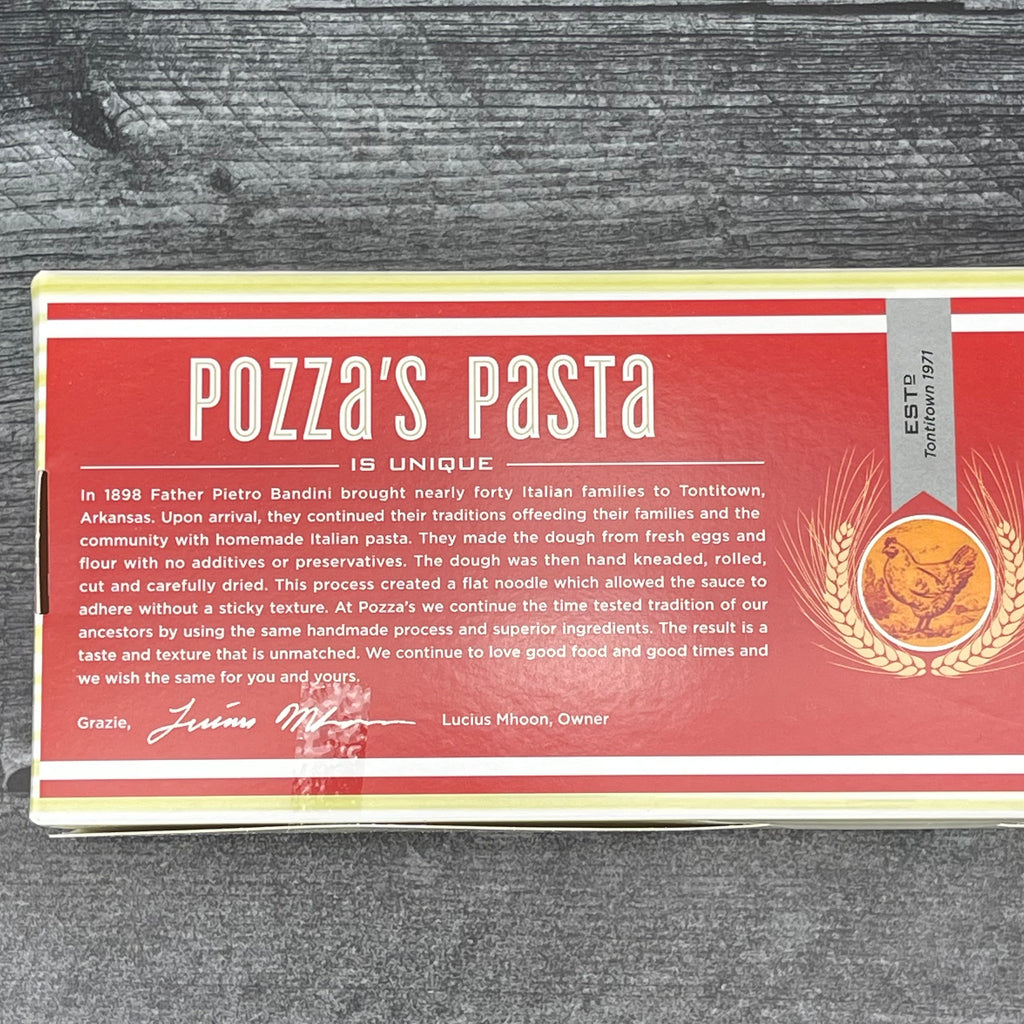 POZZa'S PaSTa
IS UNIQUE
In 1898 Father Pietro Bandini brought nearly forty Italian families to Tontitown,
Arkansas. Upon arrival, they continued their traditions offeeding their families and the
community with homemade Italian pasta. They made the dough from fresh eggs and
flour with no additives or preservatives. The dough was then hand kneaded, rolled,
cut and carefully dried. This process created a flat noodle which allowed the sauce to
adhere without a sticky texture. At Pozza's we continue the time tested tradition of our
ancestors by using the same handmade process and superior ingredients. The result is a
taste and texture that is unmatched. We continue to love good food and good times and
we wish the same for you and yours.
Grazie, Lucius Mhoon Lucius Mhoon, Owner
ESTD
Tontitown 1971